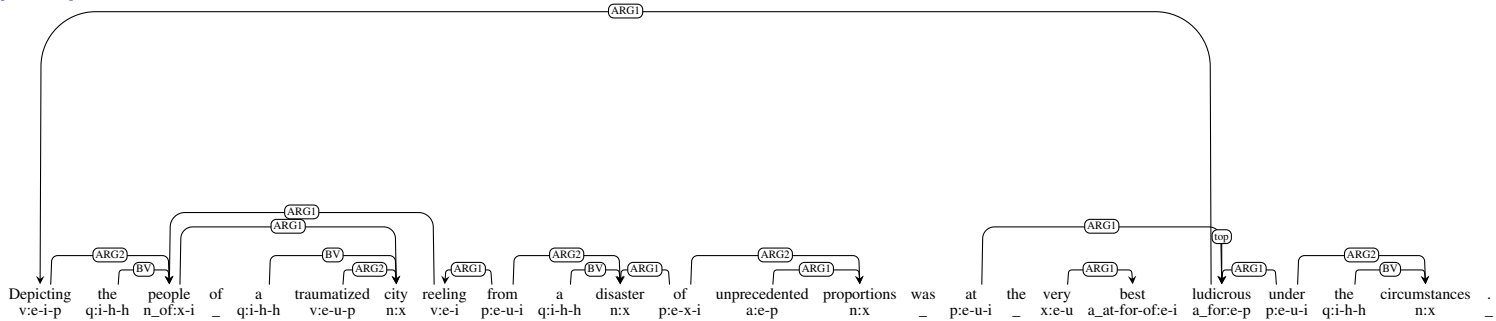 ARG1
ARG1
ARG1 ARG1
top
ARG2 BV ARG2 ARG2 ARG2
BV ARG2 ARG1 BV ARG1 ARG1 ARG1 ARG1 BV
Depicting the people of a traumatized city reeling from a disaster of unprecedented proportions was at the very best ludicrous under the circumstances .
v:e-i-p q:i-h-h n_of:x-i _ q:i-h-h v:e-u-p n:x v:e-i p:e-u-i q:i-h-h n:x p:e-x-i a:e-p n:x _ p:e-u-i _ x:e-u a_at-for-of:e-i a_for:e-p p:e-u-i q:i-h-h n:x _